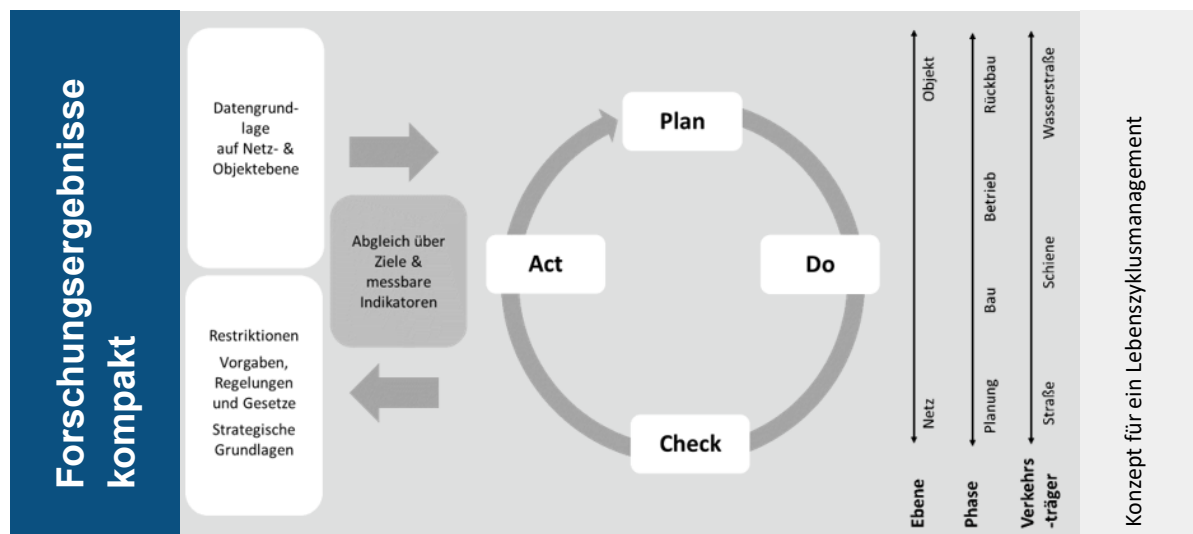 Forschungsergebnisse
kompakt
Datengrund-
lage
auf Netz- &
Objektebene
Restriktionen
Vorgaben,
Regelungen
und Gesetze
Strategische
Grundlagen
Abgleich über
Ziele &
messbare
Indikatoren
Plan
Do
Check
Act
Ebene
Netz
Objekt
Phase
Planung
Bau
Betrieb
Rückbau
Verkehrs
-träger
Straße
Schiene
Wasserstraße
Konzept für ein Lebenszyklusmanagement